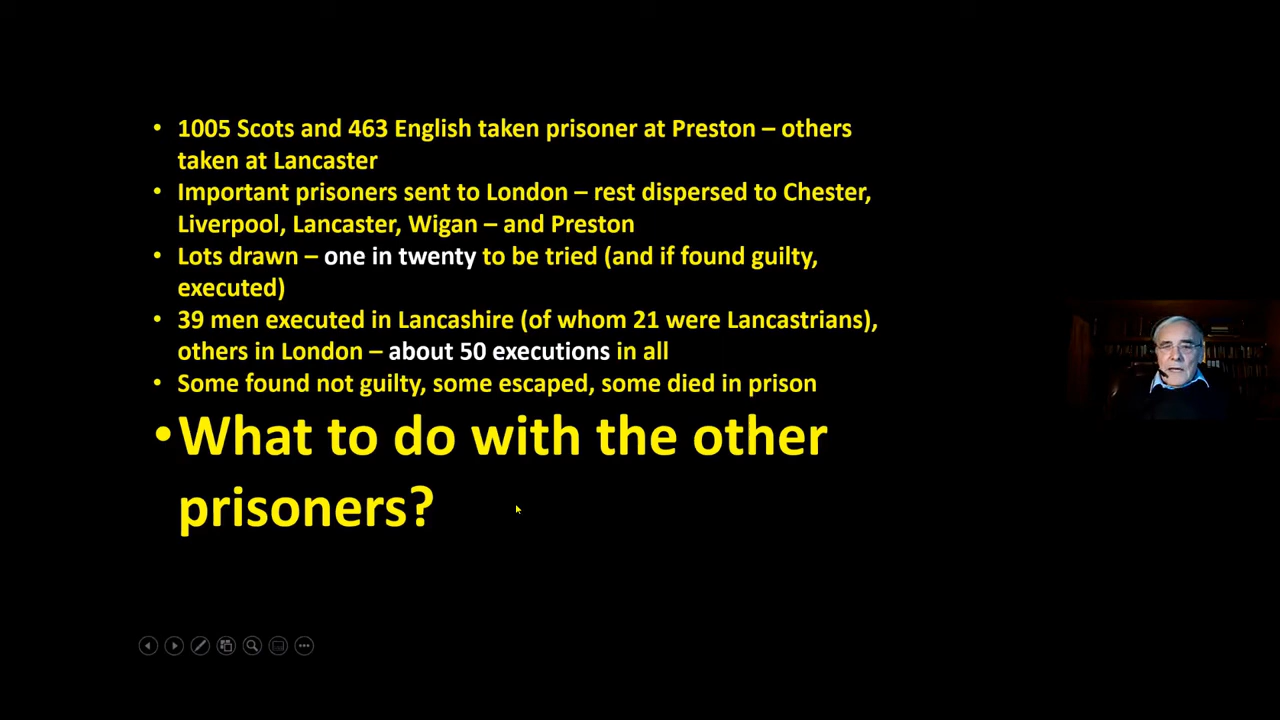 • 1005 Scots and 463 English taken prisoner at Preston – others
taken at Lancaster
• Important prisoners sent to London – rest dispersed to Chester,
Liverpool, Lancaster, Wigan – and Preston
• Lots drawn – one in twenty to be tried (and if found guilty,
executed)
• 39 men executed in Lancashire (of whom 21 were Lancastrians),
others in London – about 50 executions in all
• Some found not guilty, some escaped, some died in prison
• What to do with the other
prisoners?